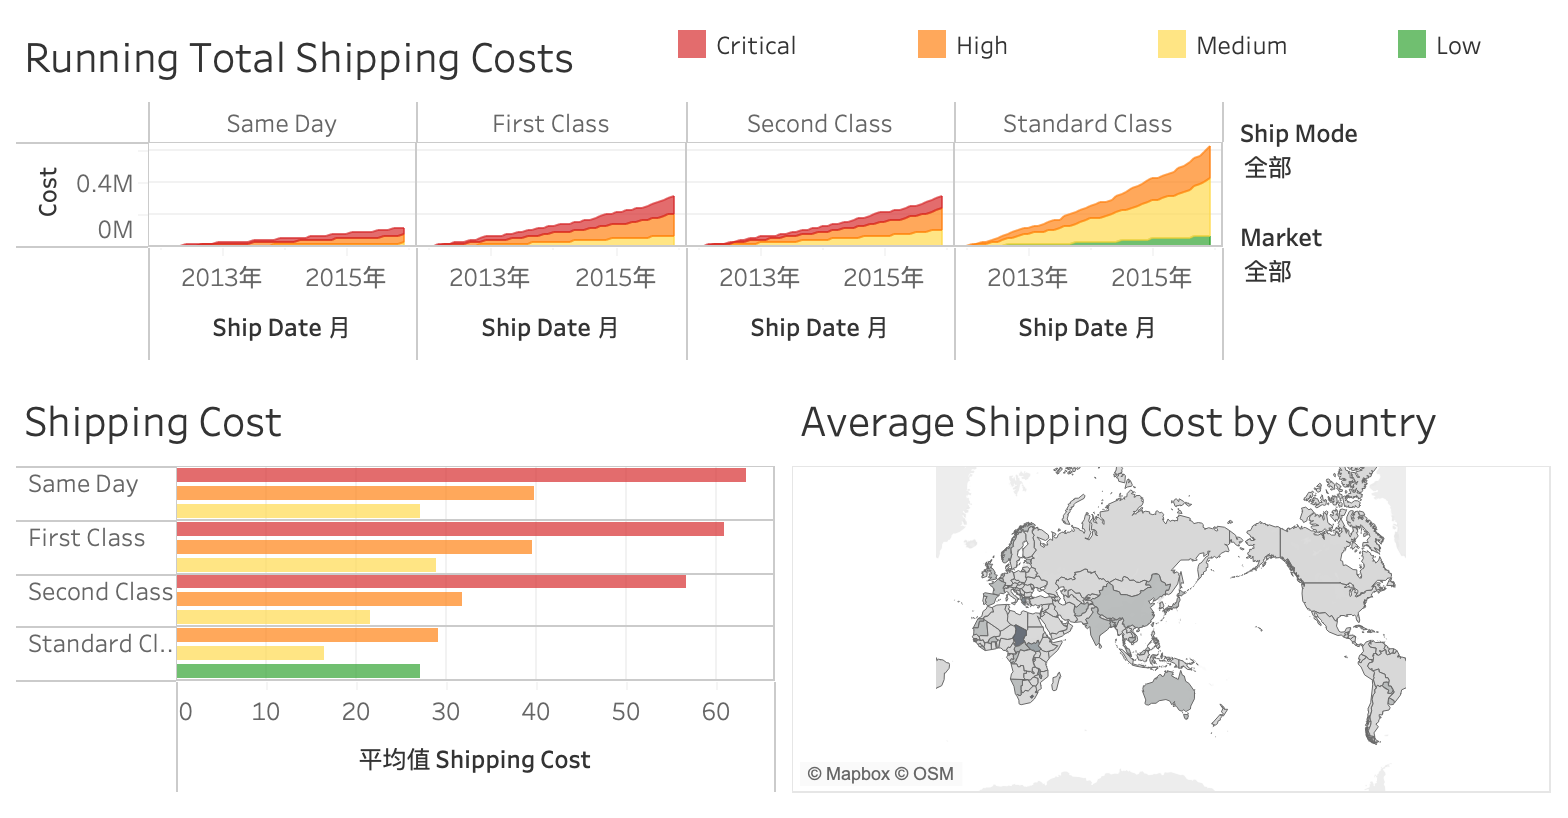 Running Total Shipping Costs
Critical
High
Medium
Low
Same Day
First Class
Second Class
Standard Class
Cost
0.4M
0M
2013年
2015年
2013年
2015年
2013年
2015年
2013年
2015年
Ship Date 月
Ship Date 月
Ship Date 月
Ship Date 月
Ship Mode
全部
Market
全部
Shipping Cost
Same Day
First Class
Second Class
Standard Cl..
0
10
20
30
40
50
60
平均值 Shipping Cost
Average Shipping Cost by Country
© Mapbox © OSM